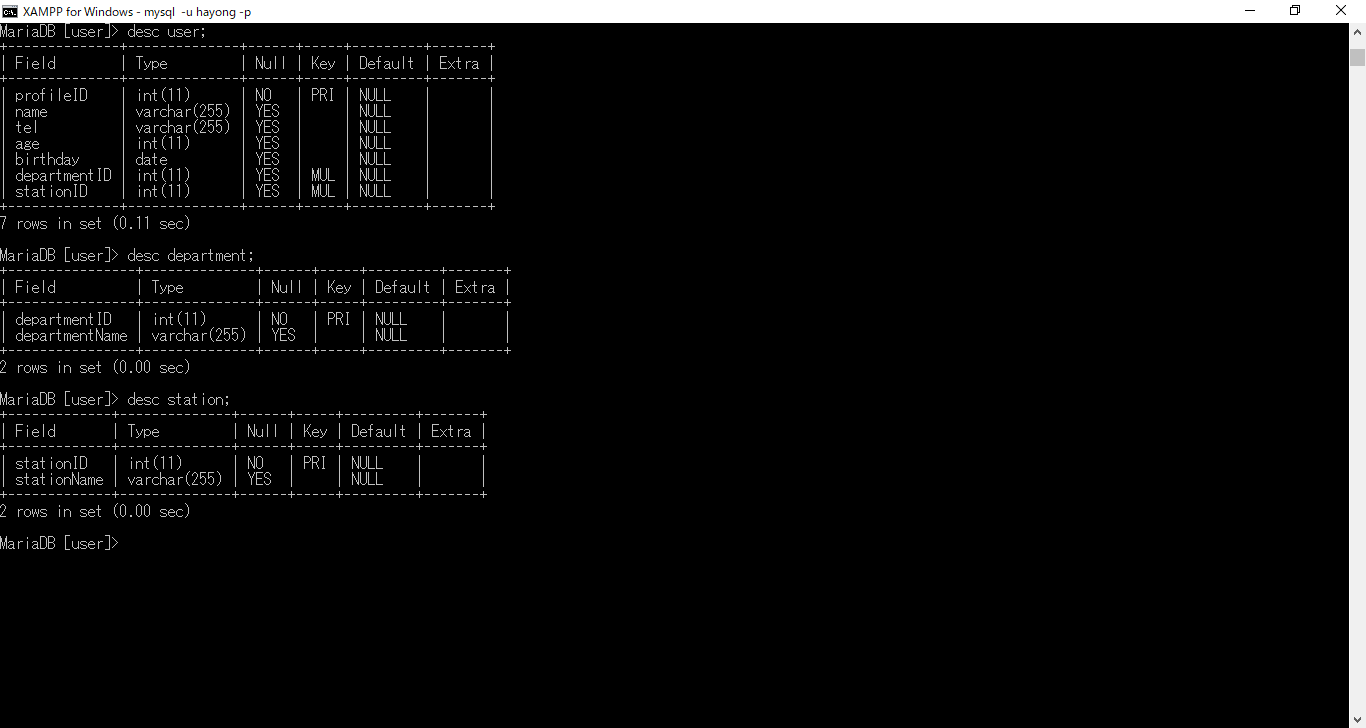 XAMPP for Windows - mysql  -u hayong -p
MariaDB [user]> desc user;
+--------------+--------------+------+-----+---------+-------+
| Field        | Type         | Null | Key | Default | Extra |
+--------------+--------------+------+-----+---------+-------+
| profileID    | int(11)      | NO   | PRI | NULL    |       |
| name         | varchar(255) | YES  |     | NULL    |       |
| tel          | varchar(255) | YES  |     | NULL    |       |
| age          | int(11)      | YES  |     | NULL    |       |
| birthday     | date         | YES  |     | NULL    |       |
| departmentID | int(11)      | YES  | MUL | NULL    |       |
| stationID    | int(11)      | YES  | MUL | NULL    |       |
+--------------+--------------+------+-----+---------+-------+
7 rows in set (0.11 sec)
MariaDB [user]> desc department;
+----------------+--------------+------+-----+---------+-------+
| Field          | Type         | Null | Key | Default | Extra |
+----------------+--------------+------+-----+---------+-------+
| departmentID   | int(11)      | NO   | PRI | NULL    |       |
| departmentName | varchar(255) | YES  |     | NULL    |       |
+----------------+--------------+------+-----+---------+-------+
2 rows in set (0.00 sec)
MariaDB [user]> desc station;
+-------------+--------------+------+-----+---------+-------+
| Field       | Type         | Null | Key | Default | Extra |
+-------------+--------------+------+-----+---------+-------+
| stationID   | int(11)      | NO   | PRI | NULL    |       |
| stationName | varchar(255) | YES  |     | NULL    |       |
+-------------+--------------+------+-----+---------+-------+
2 rows in set (0.00 sec)
MariaDB [user]>